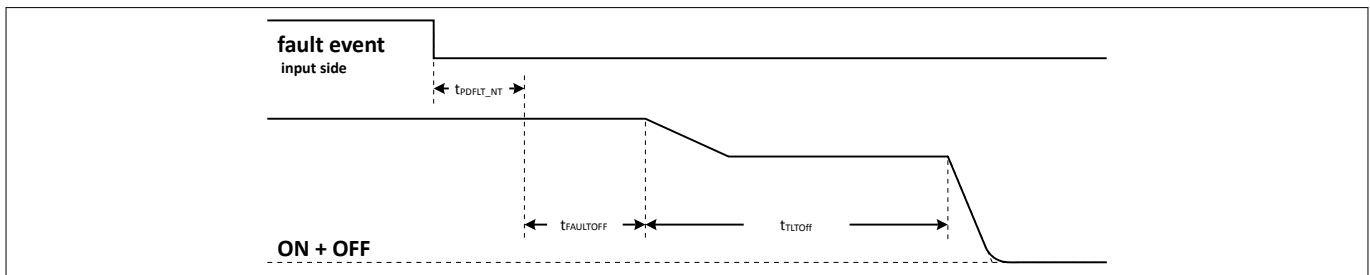 fault event
input side
tPDFLT_NT
tFAULTOFF
tTLTOff
ON + OFF